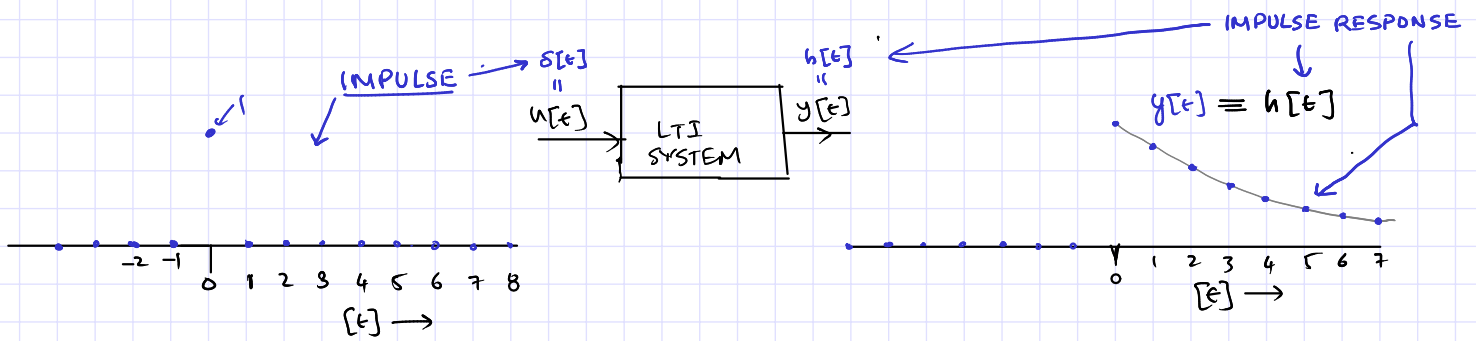 IMPULSE RESPONSE
IMPULSE
δ[t]
=
u[t]
LTI
SYSTEM
h[t]
=
y[t]
y[t] ≡ h[t]
1
-2 -1 0 1 2 3 4 5 6 7 8
[t] →
0 1 2 3 4 5 6 7
[t] →